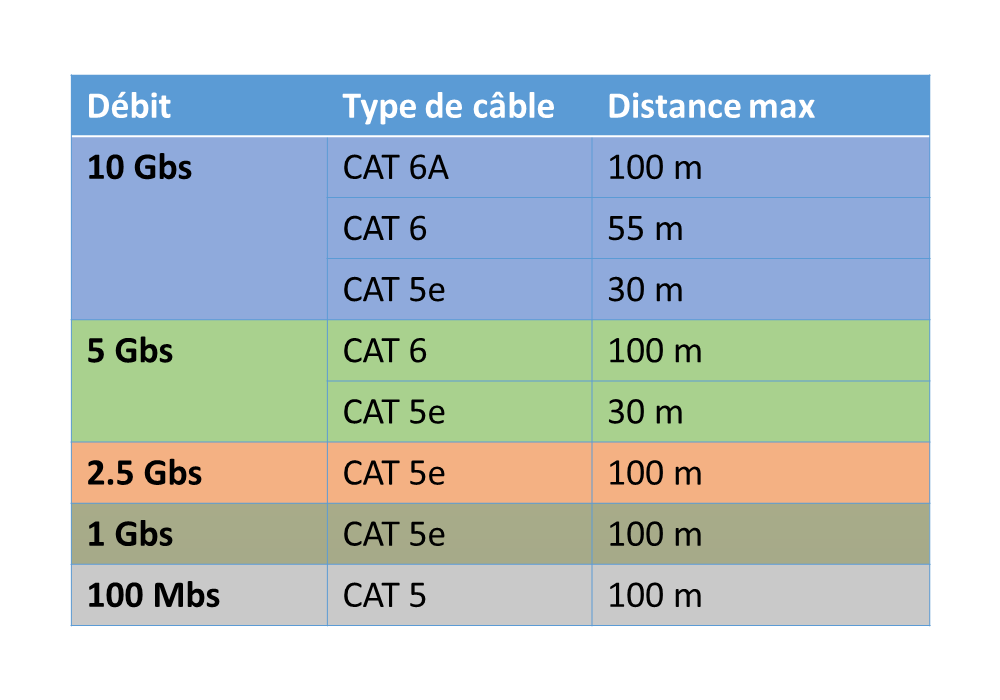 Débit Type de câble Distance max
10 Gbs CAT 6A 100 m
CAT 6 55 m
CAT 5e 30 m
5 Gbs CAT 6 100 m
CAT 5e 30 m
2.5 Gbs CAT 5e 100 m
1 Gbs CAT 5e 100 m
100 Mbs CAT 5 100 m